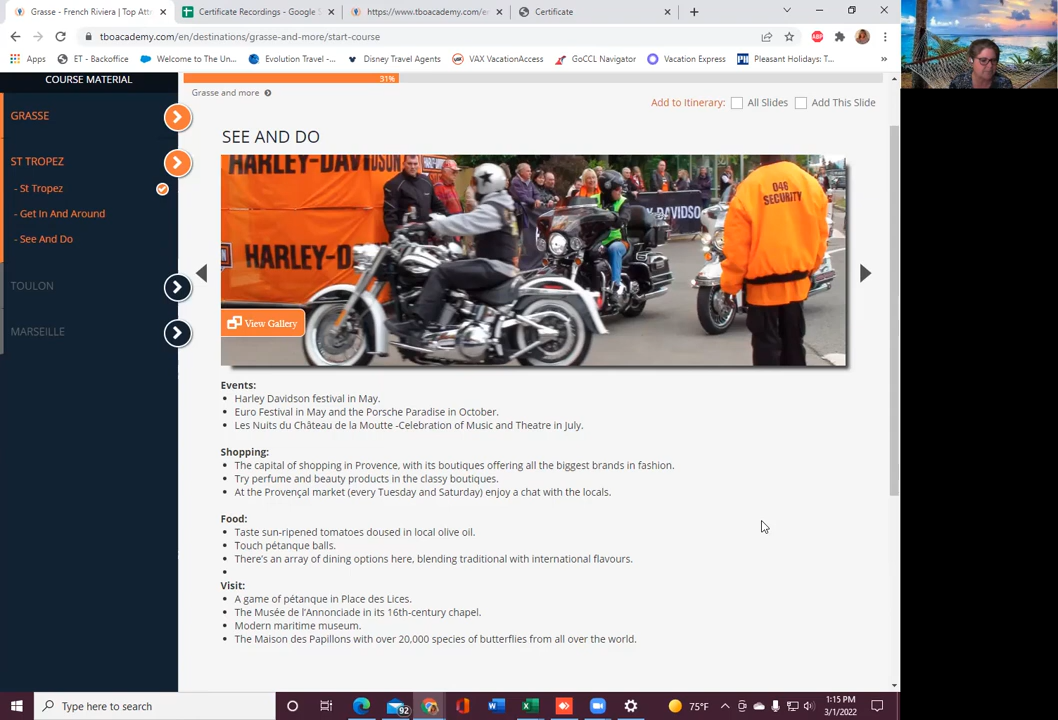 Grasse - French Riviera | Top Att
Certificate Recordings - Google S
https://www.tboacademy.com/en/
Certificate
tboacademy.com/en/destinations/grasse-and-more/start-course
Apps
ET - Backoffice
Welcome to The Un...
Evolution Travel -...
Disney Travel Agents
VAX VacationAccess
GoCCL Navigator
Vacation Express
Pleasant Holidays: T...
»
COURSE MATERIAL
31%
Grasse and more
Add to Itinerary:
All Slides
Add This Slide
GRASSE
ST TROPEZ
- St Tropez
- Get In And Around
- See And Do
TOULON
MARSEILLE
SEE AND DO
HARLEY-DAVIDSON
HARLEY-D
DAVIDSO
046
SECURITY
View Gallery
Events:
• Harley Davidson festival in May.
• Euro Festival in May and the Porsche Paradise in October.
• Les Nuits du Château de la Moutte -Celebration of Music and Theatre in July.
Shopping:
• The capital of shopping in Provence, with its boutiques offering all the biggest brands in fashion.
• Try perfume and beauty products in the classy boutiques.
• At the Provençal market (every Tuesday and Saturday) enjoy a chat with the locals.
Food:
• Taste sun-ripened tomatoes doused in local olive oil.
• Touch pétanque balls.
• There's an array of dining options here, blending traditional with international flavours.
•
Visit:
• A game of pétanque in Place des Lices.
• The Musée de l'Annonciade in its 16th-century chapel.
• Modern maritime museum.
• The Maison des Papillons with over 20,000 species of butterflies from all over the world.
Type here to search
92
75°F
1:15 PM
3/1/2022